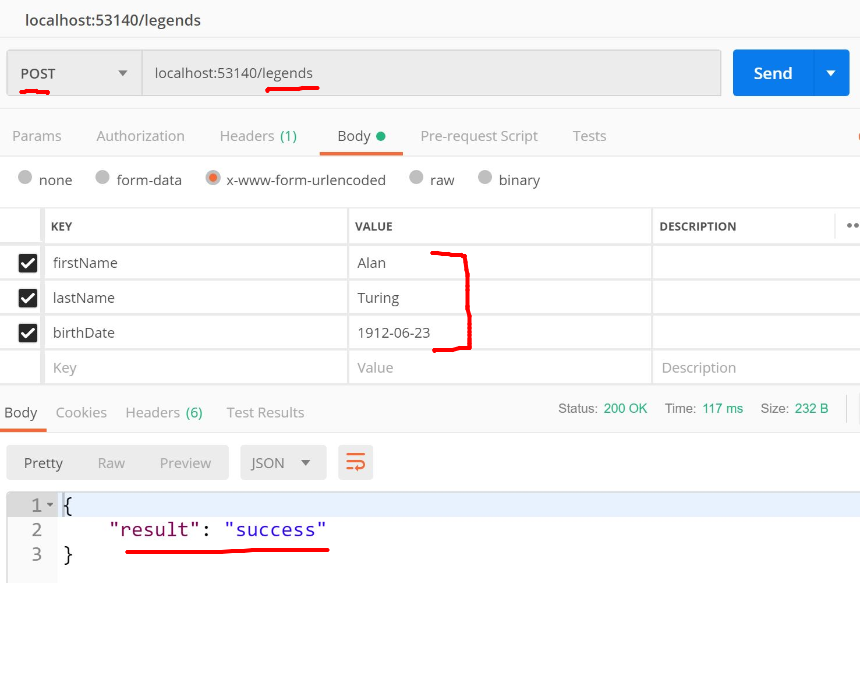 localhost:53140/legends
POST localhost:53140/legends Send
Params Authorization Headers (1) Body Pre-request Script Tests
none form-data x-www-form-urlencoded raw binary
KEY VALUE DESCRIPTION
firstName Alan
lastName Turing
birthDate 1912-06-23
Key Value Description
Body Cookies Headers (6) Test Results Status: 200 OK Time: 117 ms Size: 232 B
Pretty Raw Preview JSON
1 {
2 "result": "success"
3 }